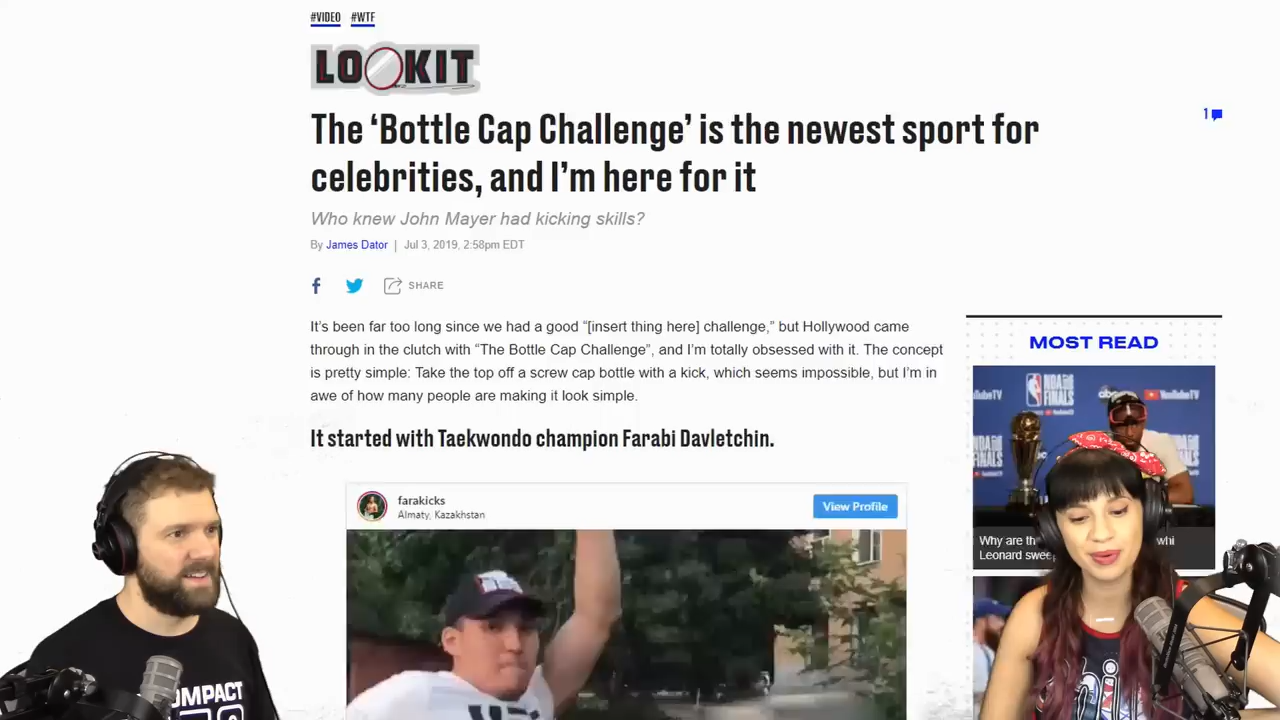 #VIDEO #WTF
LOOKIT
The ‘Bottle Cap Challenge’ is the newest sport for
celebrities, and I’m here for it
1
Who knew John Mayer had kicking skills?
By James Dator | Jul 3, 2019, 2:58pm EDT
SHARE
It’s been far too long since we had a good “[insert thing here] challenge,” but Hollywood came
through in the clutch with “The Bottle Cap Challenge”, and I’m totally obsessed with it. The concept
is pretty simple: Take the top off a screw cap bottle with a kick, which seems impossible, but I’m in
awe of how many people are making it look simple.
It started with Taekwondo champion Farabi Davletchin.
farakicks
Almaty, Kazakhstan
View Profile
MOST READ
NBA
FINALS
YouTubeTV
Why are
Leonard
COMPACT